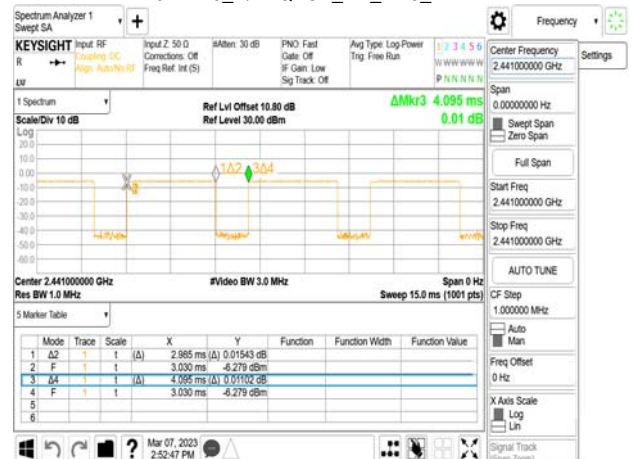 Spectrum Analyzer 1
Swept SA
Frequency
KEYSIGHT
R
Input: RF
Coupling: DC
Align: Auto/No RF
Input Z: 50 Ω
Corrections: Off
Freq Ref: Int (S)
#Atten: 30 dB
PNO: Fast
Gate: Off
IF Gain: Low
Sig Track: Off
Avg Type: Log-Power
Trig: Free Run
1 2 3 4 5 6
W W W W W W
P N N N N N
1 Spectrum
Scale/Div 10 dB
Log
Ref Lvl Offset 10.80 dB
Ref Level 30.00 dBm
ΔMkr3 4.095 ms
0.01 dB
20.0
10.0
0.00
-10.0
-20.0
-30.0
-40.0
-50.0
-60.0
1Δ2
3Δ4
Center 2.441000000 GHz
Res BW 1.0 MHz
#Video BW 3.0 MHz
Span 0 Hz
Sweep 15.0 ms (1001 pts)
5 Marker Table
Mode Trace Scale X Y Function Function Width Function Value
1 Δ2 1 t (Δ) 2.985 ms (Δ) 0.01543 dB
2 F 1 t 3.030 ms -6.279 dBm
3 Δ4 1 t (Δ) 4.095 ms (Δ) 0.01102 dB
4 F 1 t 3.030 ms -6.279 dBm
5
6
Mar 07, 2023
2:52:47 PM
Center Frequency
2.441000000 GHz
Settings
Span
0.00000000 Hz
Swept Span
Zero Span
Full Span
Start Freq
2.441000000 GHz
Stop Freq
2.441000000 GHz
AUTO TUNE
CF Step
1.000000 MHz
Auto
Man
Freq Offset
0 Hz
X Axis Scale
Log
Lin
Signal Track
(Span Zoom)